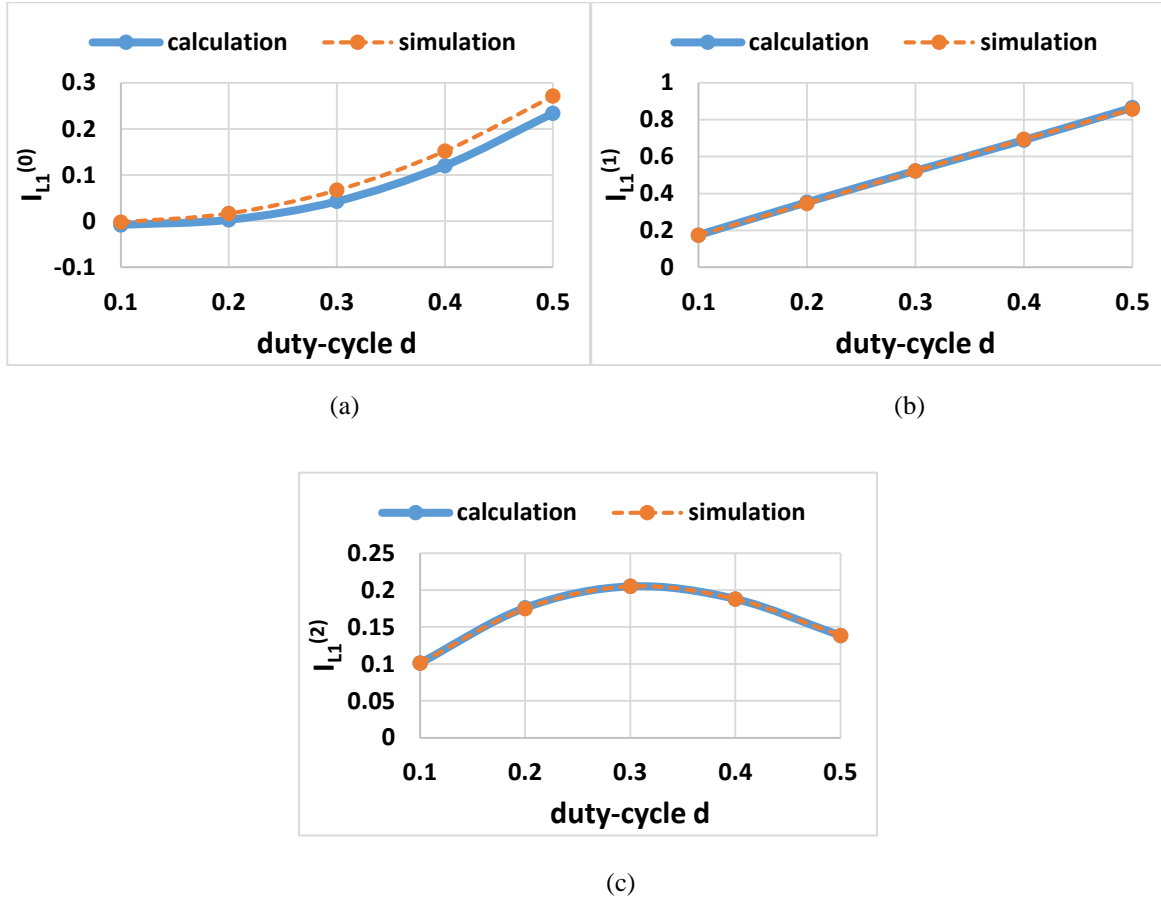 calculation simulation
0.3
0.2
0.1
0
-0.1
I_L1^(0)
0.1 0.2 0.3 0.4 0.5
duty-cycle d
(a)
calculation simulation
1
0.8
0.6
0.4
0.2
0
I_L1^(1)
0.1 0.2 0.3 0.4 0.5
duty-cycle d
(b)
calculation simulation
0.25
0.2
0.15
0.1
0.05
0
I_L1^(2)
0.1 0.2 0.3 0.4 0.5
duty-cycle d
(c)